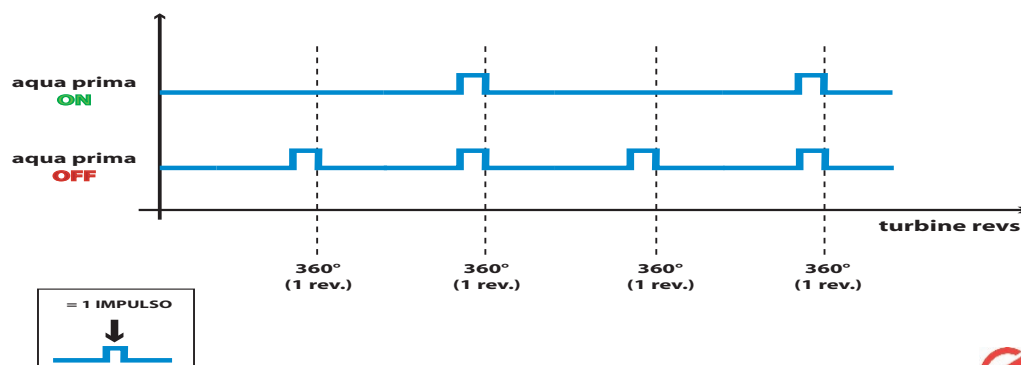 aqua prima
ON
aqua prima
OFF
turbine revs
360° 360° 360° 360°
(1 rev.) (1 rev.) (1 rev.) (1 rev.)
= 1 IMPULSO